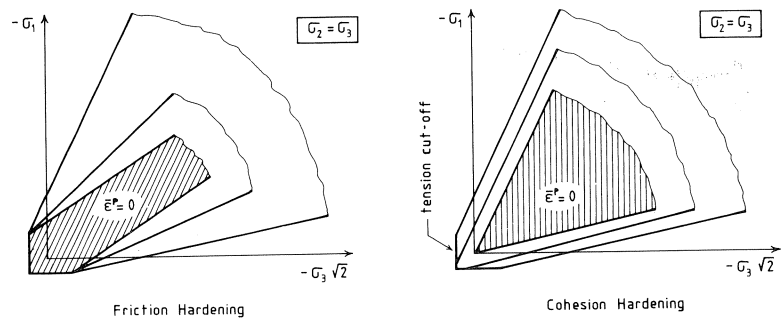 -σ₁
σ₂ = σ₃
ε̄ᵖ= 0
-σ₃ √2
Friction Hardening
-σ₁
σ₂ = σ₃
tension cut-off
ε̄ᵖ= 0
-σ₃ √2
Cohesion Hardening